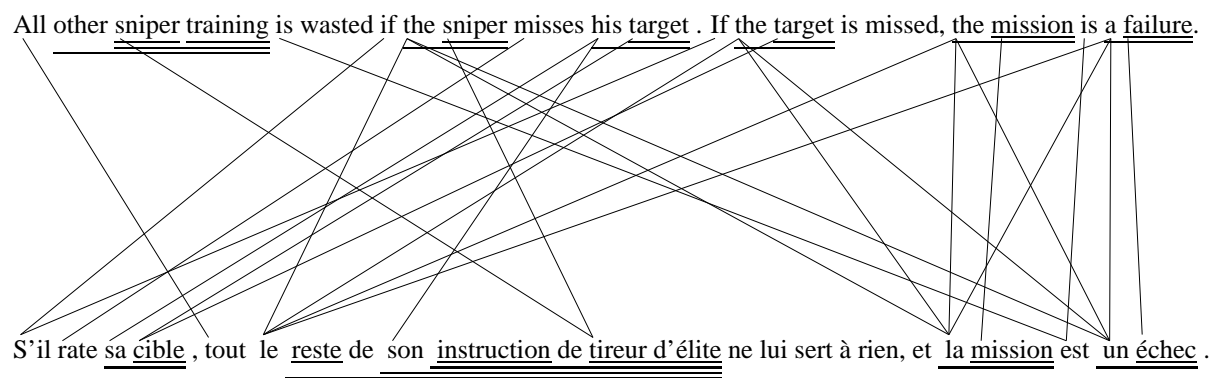 All other sniper training is wasted if the sniper misses his target . If the target is missed, the mission is a failure.
S'il rate sa cible , tout le reste de son instruction de tireur d'élite ne lui sert à rien, et la mission est un échec .